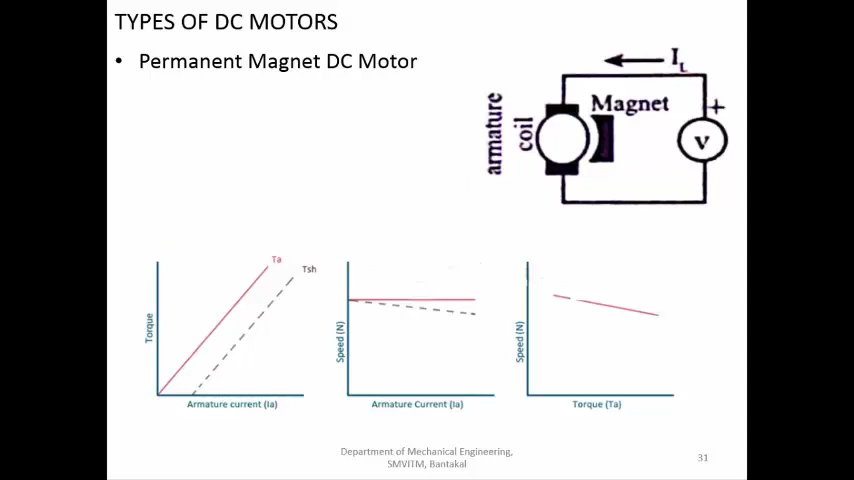 TYPES OF DC MOTORS
• Permanent Magnet DC Motor
I_L
armature
coil
Magnet
+
V
Ta
Tsh
Torque
Armature current (Ia)
Speed (N)
Armature Current (Ia)
Speed (N)
Torque (Ta)
Department of Mechanical Engineering,
SMVITM, Bantakal
31